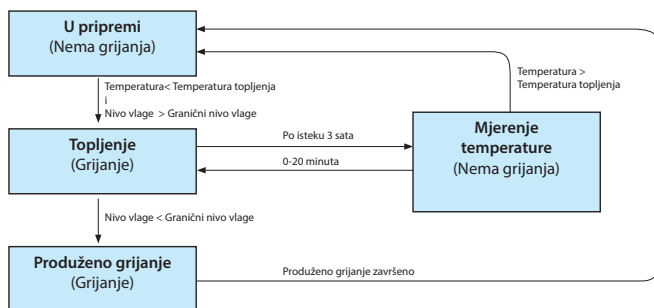 U pripremi
(Nema grijanja)
Temperatura >
Temperatura topljenja
Temperatura< Temperatura topljenja
i
Nivo vlage > Granični nivo vlage
Topljenje
(Grijanje)
Po isteku 3 sata
0-20 minuta
Mjerenje
temperature
(Nema grijanja)
Nivo vlage < Granični nivo vlage
Produženo grijanje
(Grijanje)
Produženo grijanje završeno